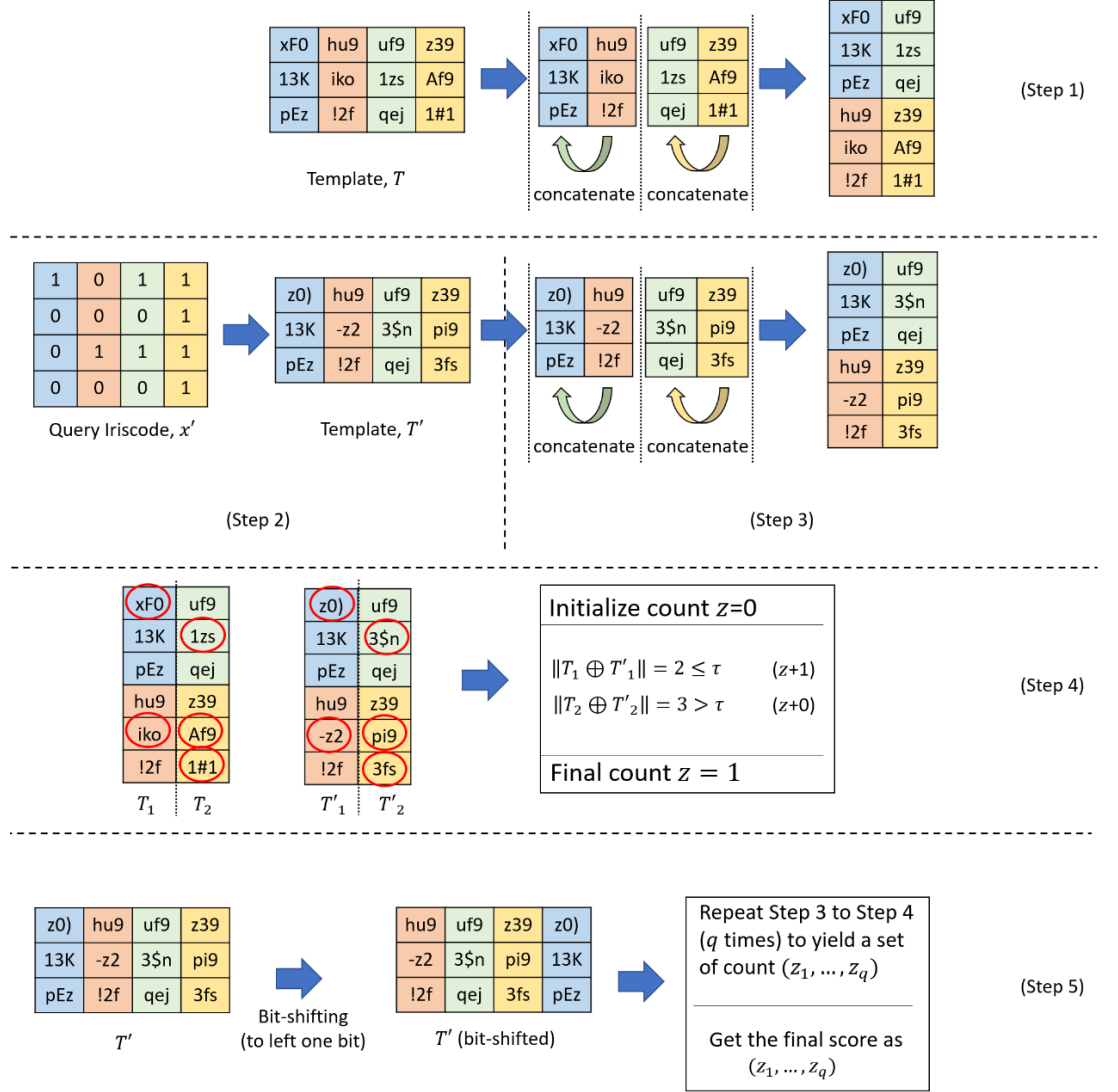 xF0 hu9 uf9 z39
13K iko 1zs Af9
pEz !2f qej 1#1
Template, T
xF0 hu9 uf9 z39
13K iko 1zs Af9
pEz !2f qej 1#1
concatenate concatenate
xF0 uf9
13K 1zs
pEz qej
hu9 z39
iko Af9
!2f 1#1
(Step 1)
1 0 1 1
0 0 0 1
0 1 1 1
0 0 0 1
Query Iriscode, x′
z0) hu9 uf9 z39
13K -z2 3$n pi9
pEz !2f qej 3fs
Template, T′
(Step 2)
z0) hu9 uf9 z39
13K -z2 3$n pi9
pEz !2f qej 3fs
concatenate concatenate
z0) uf9
13K 3$n
pEz qej
hu9 z39
-z2 pi9
!2f 3fs
(Step 3)
xF0 uf9
13K 1zs
pEz qej
hu9 z39
iko Af9
!2f 1#1
T₁ T₂
z0) uf9
13K 3$n
pEz qej
hu9 z39
-z2 pi9
!2f 3fs
T′₁ T′₂
Initialize count z=0
‖T₁ ⊕ T′₁‖ = 2 ≤ τ (z+1)
‖T₂ ⊕ T′₂‖ = 3 > τ (z+0)
Final count z = 1
(Step 4)
z0) hu9 uf9 z39
13K -z2 3$n pi9
pEz !2f qej 3fs
T′
Bit-shifting
(to left one bit)
hu9 uf9 z39 z0)
-z2 3$n pi9 13K
!2f qej 3fs pEz
T′ (bit-shifted)
Repeat Step 3 to Step 4
(q times) to yield a set
of count (z₁, … , z_q)
Get the final score as
(z₁, … , z_q)
(Step 5)